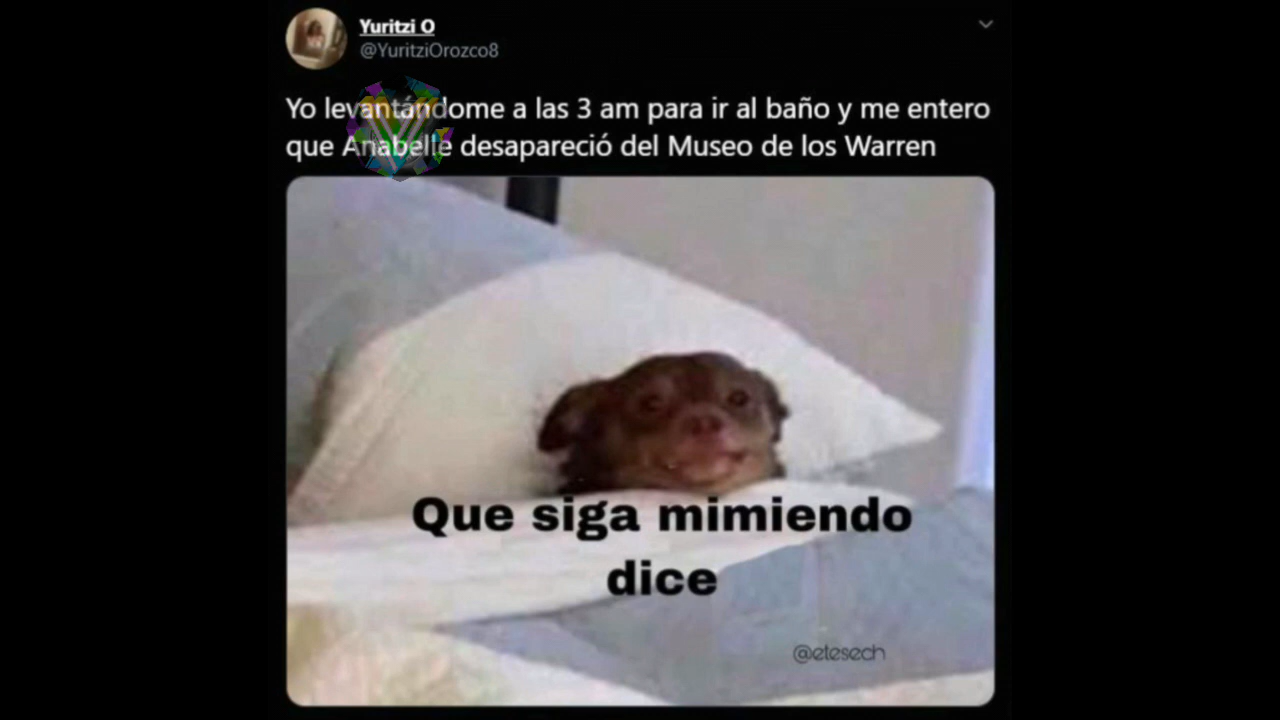 Yuritzi O
@YuritziOrozco8
Yo levantándome a las 3 am para ir al baño y me entero
que Anabelle desapareció del Museo de los Warren
Que siga mimiendo
dice
@etesech